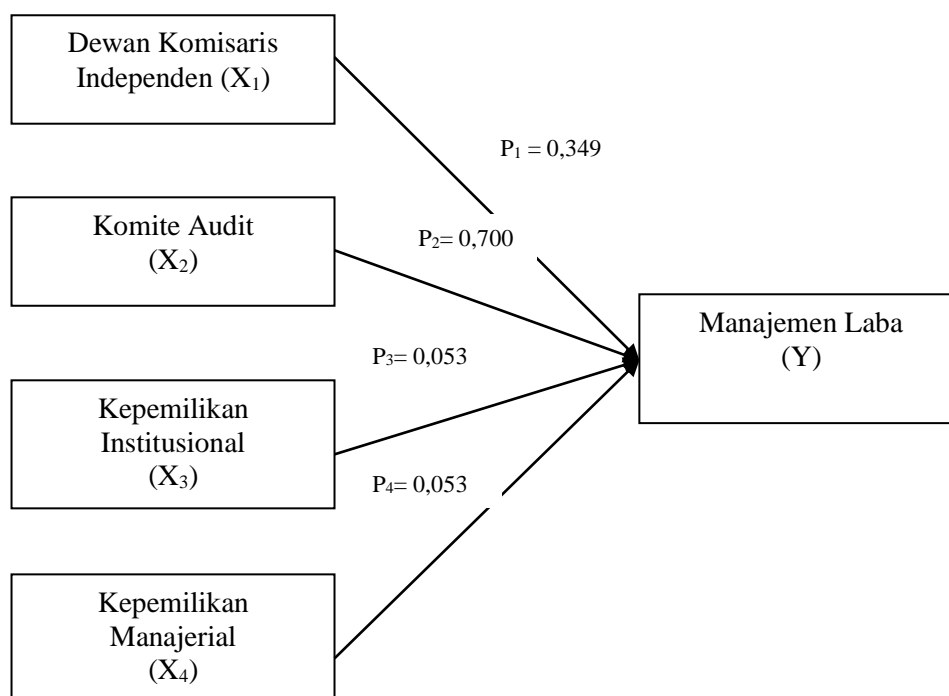 Dewan Komisaris
Independen (X₁)
P₁ = 0,349
Komite Audit
(X₂)
P₂= 0,700
Manajemen Laba
(Y)
P₃= 0,053
Kepemilikan
Institusional
(X₃)
P₄= 0,053
Kepemilikan
Manajerial
(X₄)